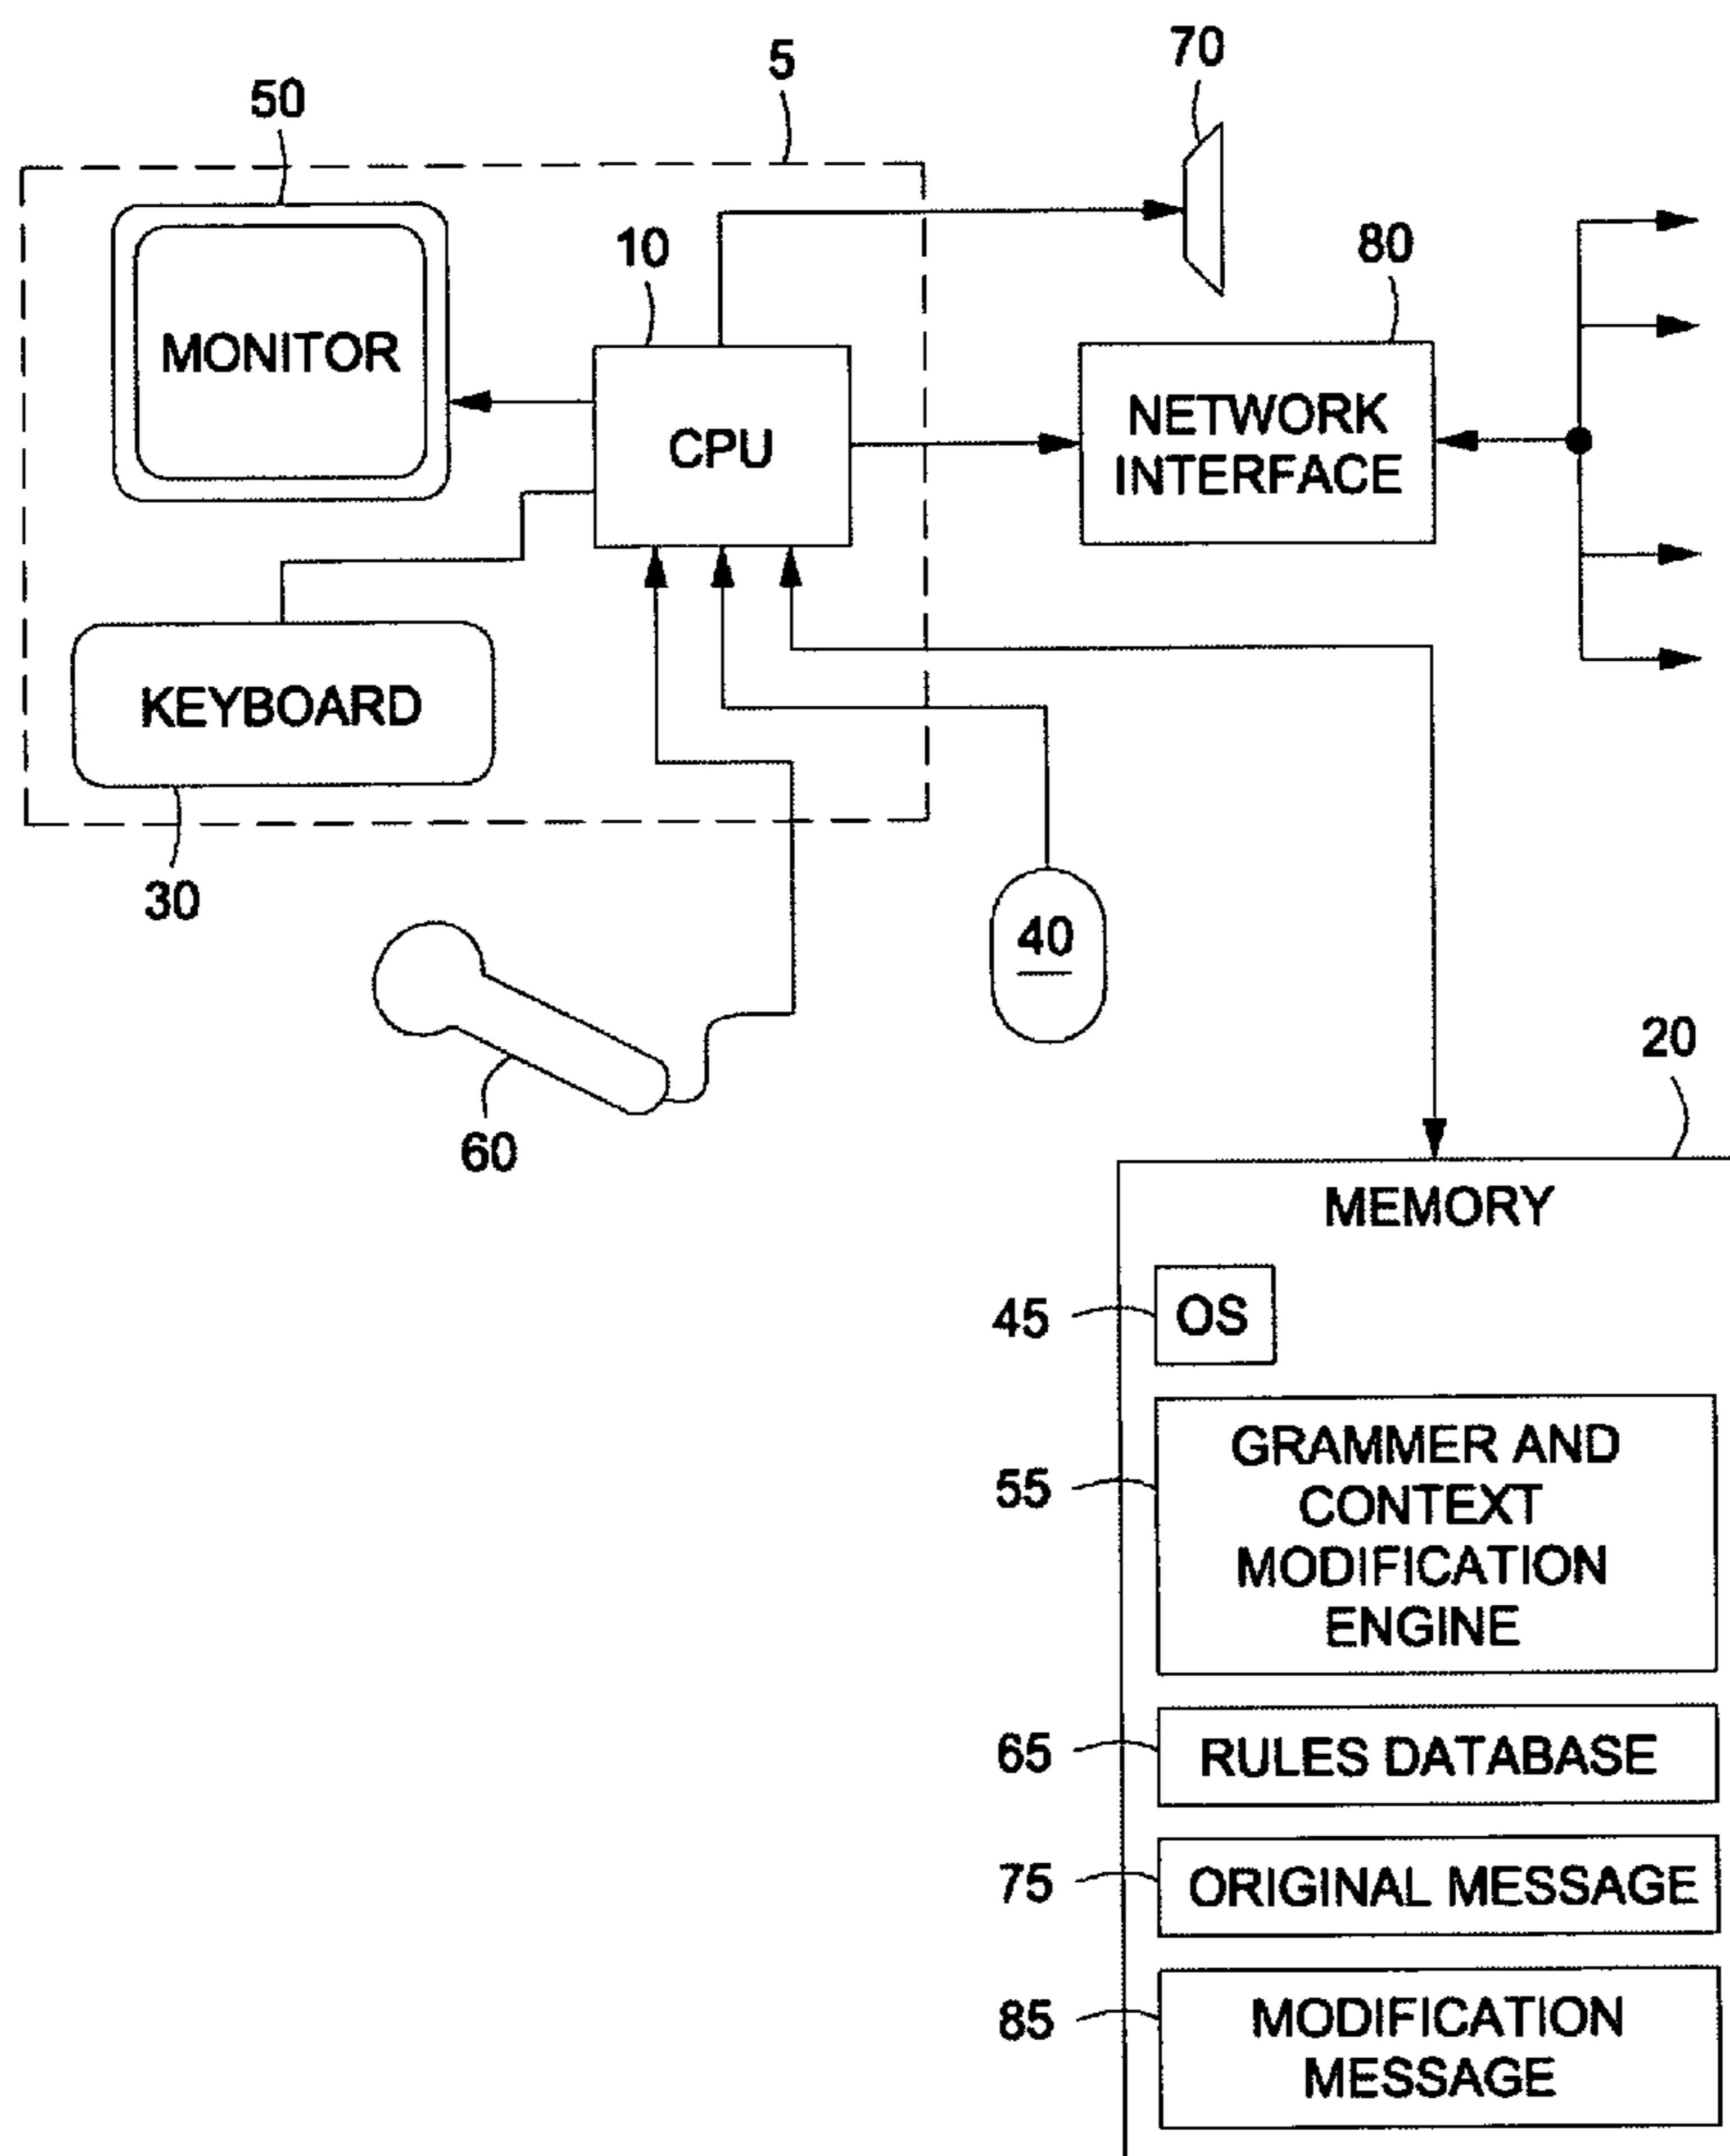 5
70
50
10
80
MONITOR
CPU
NETWORK
INTERFACE
KEYBOARD
30
40
60
20
MEMORY
45
OS
55
GRAMMER AND
CONTEXT
MODIFICATION
ENGINE
65
RULES DATABASE
75
ORIGINAL MESSAGE
85
MODIFICATION
MESSAGE